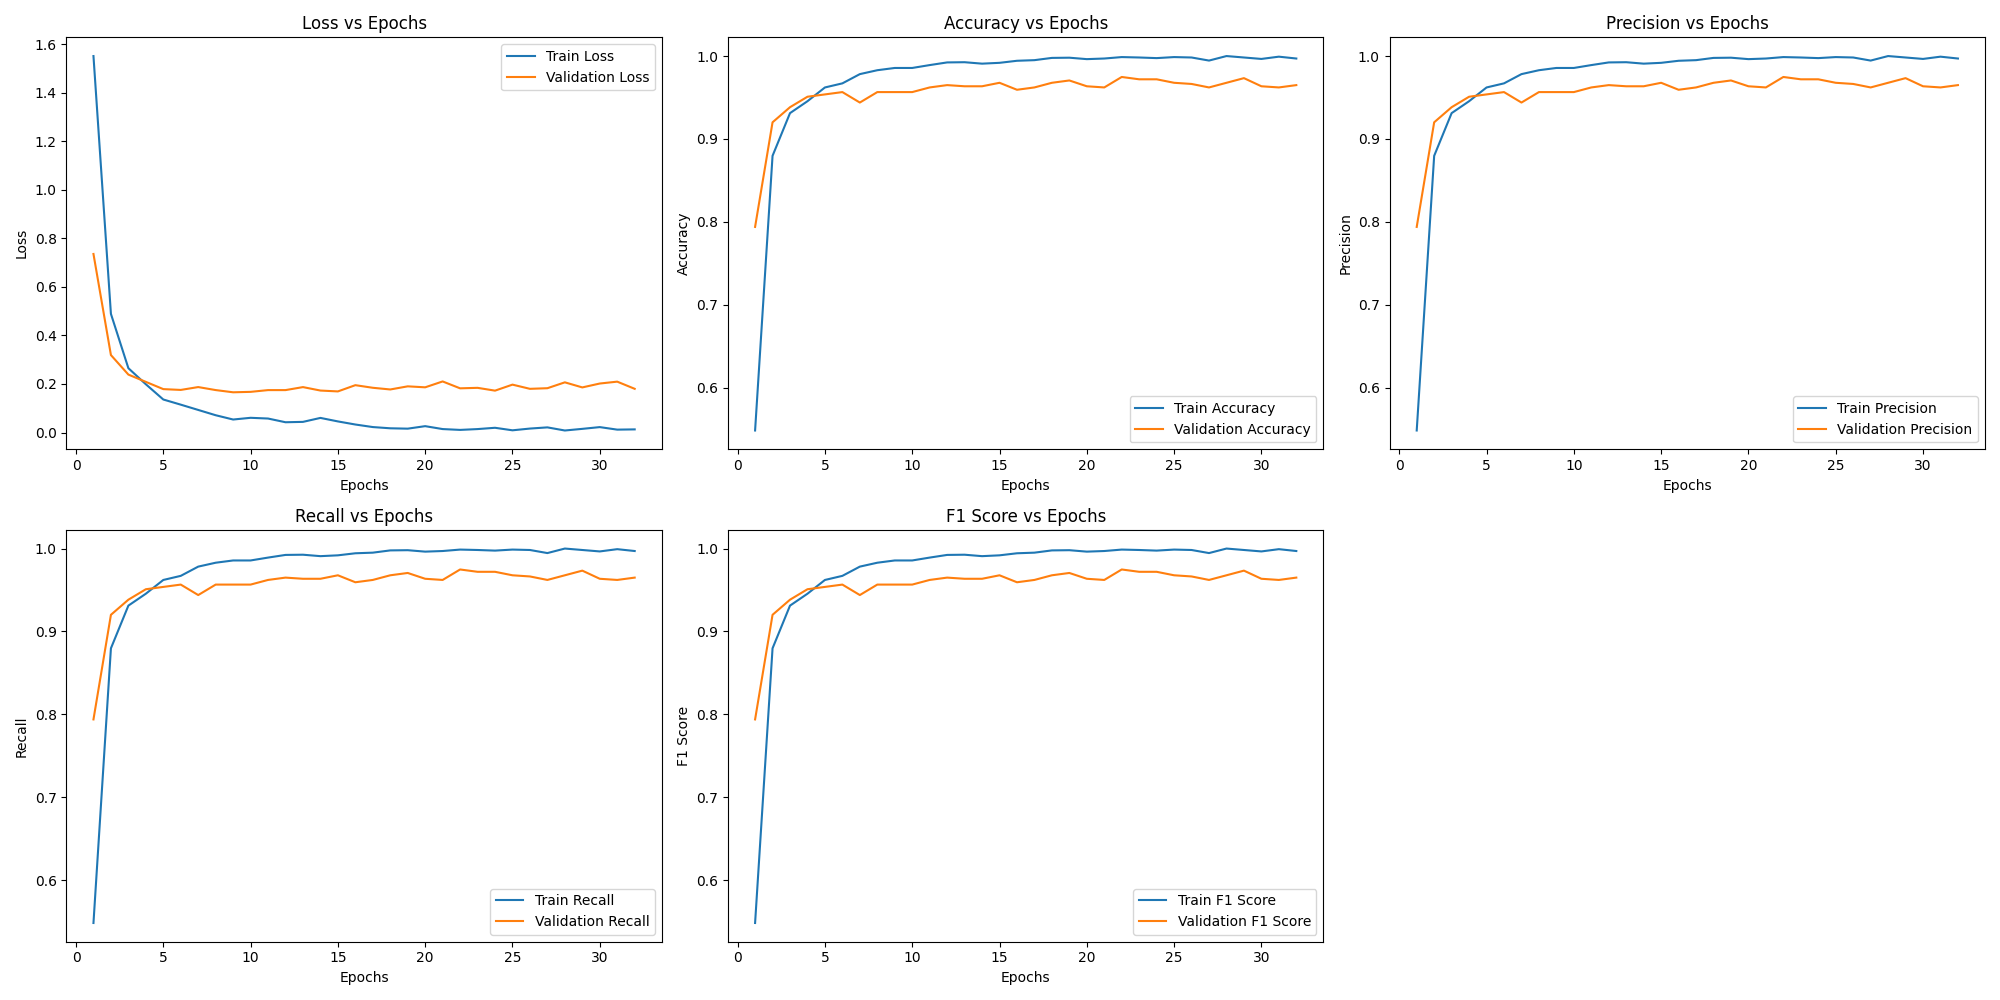 Loss vs Epochs
1.6
1.4
1.2
1.0
0.8
0.6
0.4
0.2
0.0
Loss
Train Loss
Validation Loss
0 5 10 15 20 25 30
Epochs
Accuracy vs Epochs
1.0
0.9
0.8
0.7
0.6
Accuracy
Train Accuracy
Validation Accuracy
0 5 10 15 20 25 30
Epochs
Precision vs Epochs
1.0
0.9
0.8
0.7
0.6
Precision
Train Precision
Validation Precision
0 5 10 15 20 25 30
Epochs
Recall vs Epochs
1.0
0.9
0.8
0.7
0.6
Recall
Train Recall
Validation Recall
0 5 10 15 20 25 30
Epochs
F1 Score vs Epochs
1.0
0.9
0.8
0.7
0.6
F1 Score
Train F1 Score
Validation F1 Score
0 5 10 15 20 25 30
Epochs